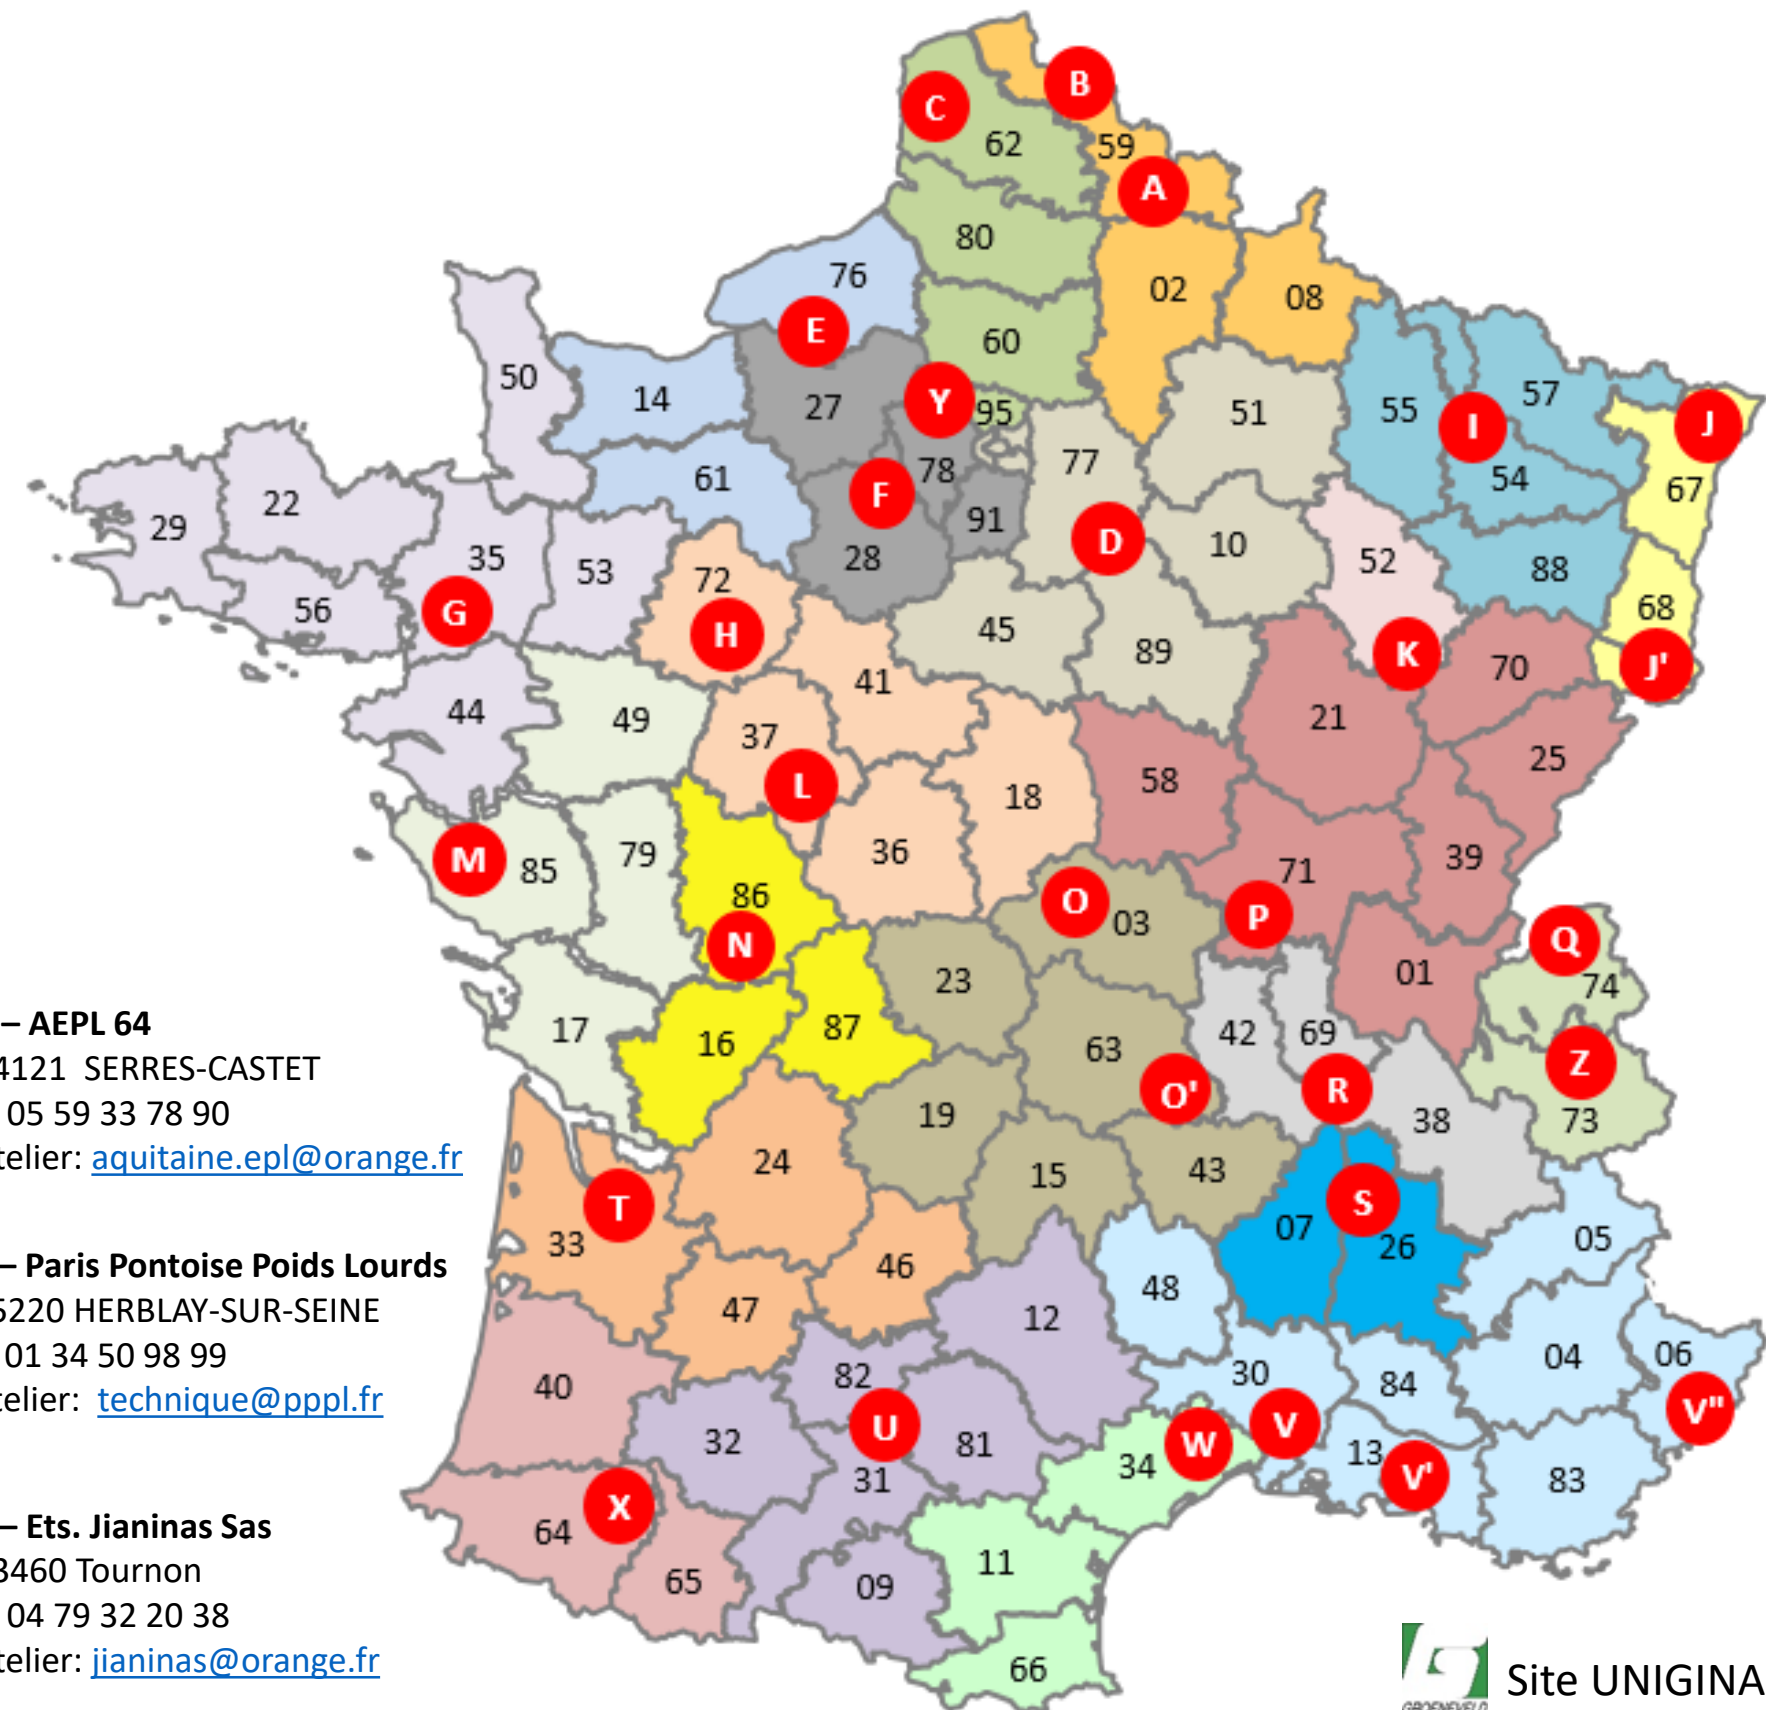 B
C
62
59
A
80
76
02
08
E
60
50
14
27
Y
95
51
55
57
I
J
61
78
77
54
67
22
F
29
91
D
10
35
28
52
88
53
72
56
G
H
45
68
89
K
J'
41
70
44
49
37
21
25
58
L
18
M
85
79
36
71
39
86
O
03
P
N
Q
23
01
74
– AEPL 64
4121 SERRES-CASTET
05 59 33 78 90
telier: aquitaine.epl@orange.fr
17
16
87
63
42
69
Z
O'
R
19
38
73
24
15
43
T
S
33
07
26
05
46
– Paris Pontoise Poids Lourds
5220 HERBLAY-SUR-SEINE
01 34 50 98 99
telier: technique@pppl.fr
47
48
12
04
06
40
82
30
84
V"
U
V
32
81
W
34
13
V'
31
83
X
64
– Ets. Jianinas Sas
3460 Tournon
04 79 32 20 38
telier: jianinas@orange.fr
65
09
11
66
Site UNIGINA
GROENEVELD